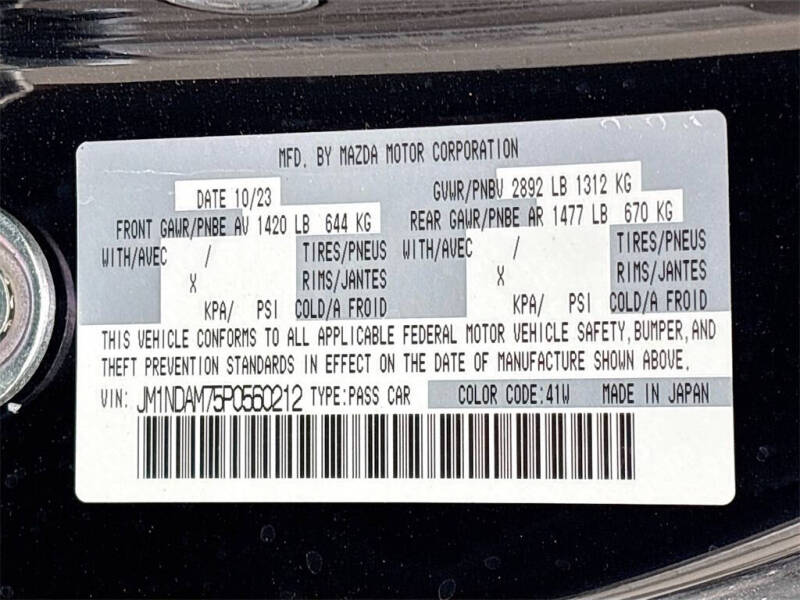 MFD. BY MAZDA MOTOR CORPORATION
DATE 10/23 GVWR/PNBV 2892 LB 1312 KG
FRONT GAWR/PNBE AV 1420 LB 644 KG REAR GAWR/PNBE AR 1477 LB 670 KG
WITH/AVEC / TIRES/PNEUS WITH/AVEC / TIRES/PNEUS
X RIMS/JANTES X RIMS/JANTES
KPA/ PSI COLD/A FROID KPA/ PSI COLD/A FROID
THIS VEHICLE CONFORMS TO ALL APPLICABLE FEDERAL MOTOR VEHICLE SAFETY,BUMPER,AND
THEFT PREVENTION STANDARDS IN EFFECT ON THE DATE OF MANUFACTURE SHOWN ABOVE.
VIN: JM1NDAM75P0560212 TYPE:PASS CAR COLOR CODE:41W MADE IN JAPAN